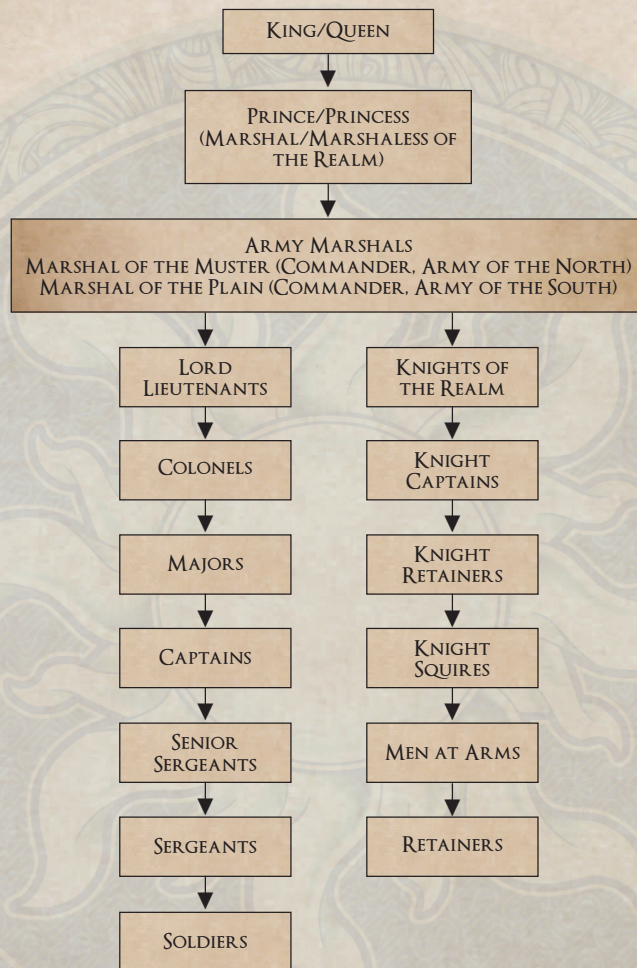 King/Queen
Prince/Princess
(Marshal/Marshaless of
the Realm)
Army Marshals
Marshal of the Muster (Commander, Army of the North)
Marshal of the Plain (Commander, Army of the South)
Lord
Lieutenants
Colonels
Majors
Captains
Senior
Sergeants
Sergeants
Soldiers
Knights of
the Realm
Knight
Captains
Knight
Retainers
Knight
Squires
Men at Arms
Retainers